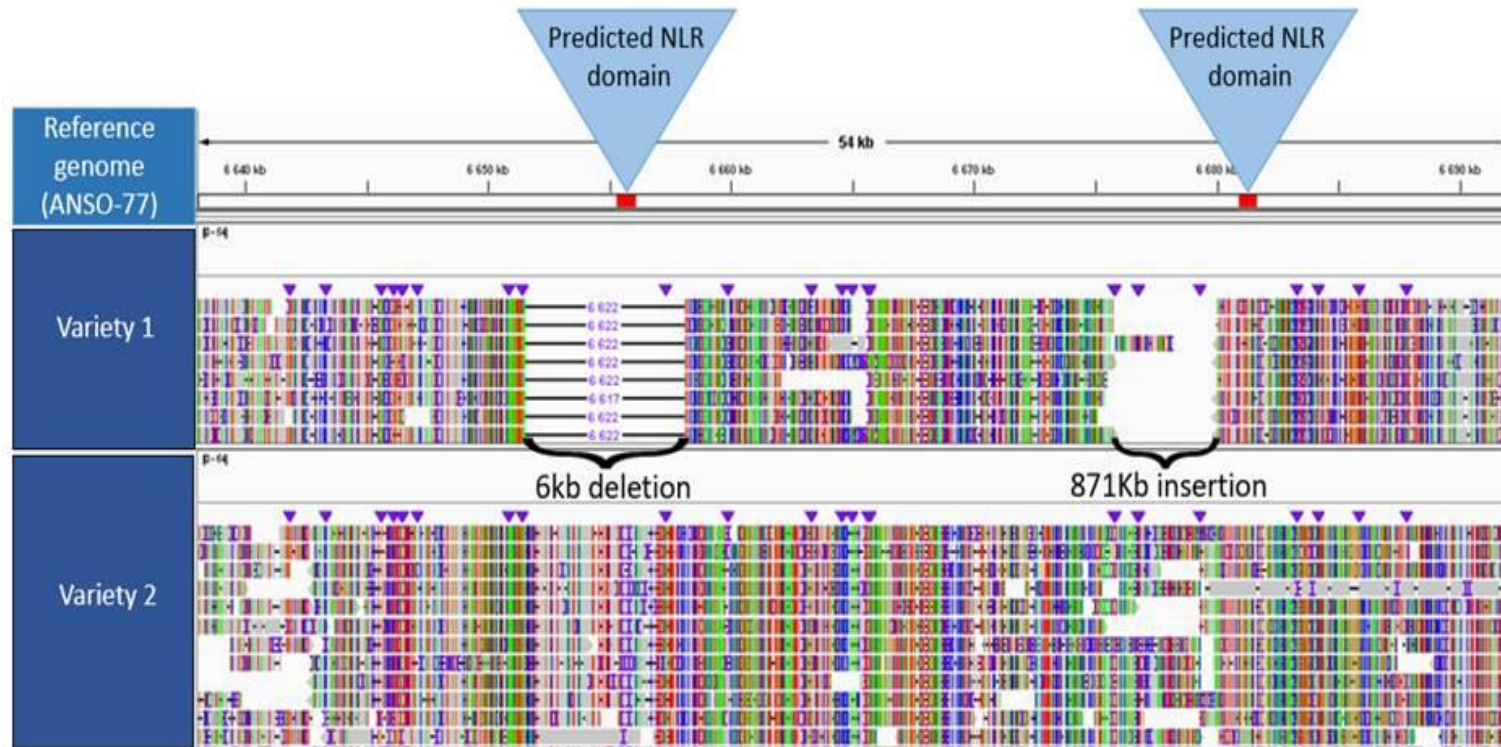 Predicted NLR
domain
Predicted NLR
domain
Reference
genome
(ANSO-77)
54 kb
6 640 kb
6 650 kb
6 660 kb
6 670 kb
6 680 kb
6 690 kb
Variety 1
6 622
6 622
6 622
6 622
6 622
6 617
6 622
6 622
6kb deletion
871Kb insertion
Variety 2